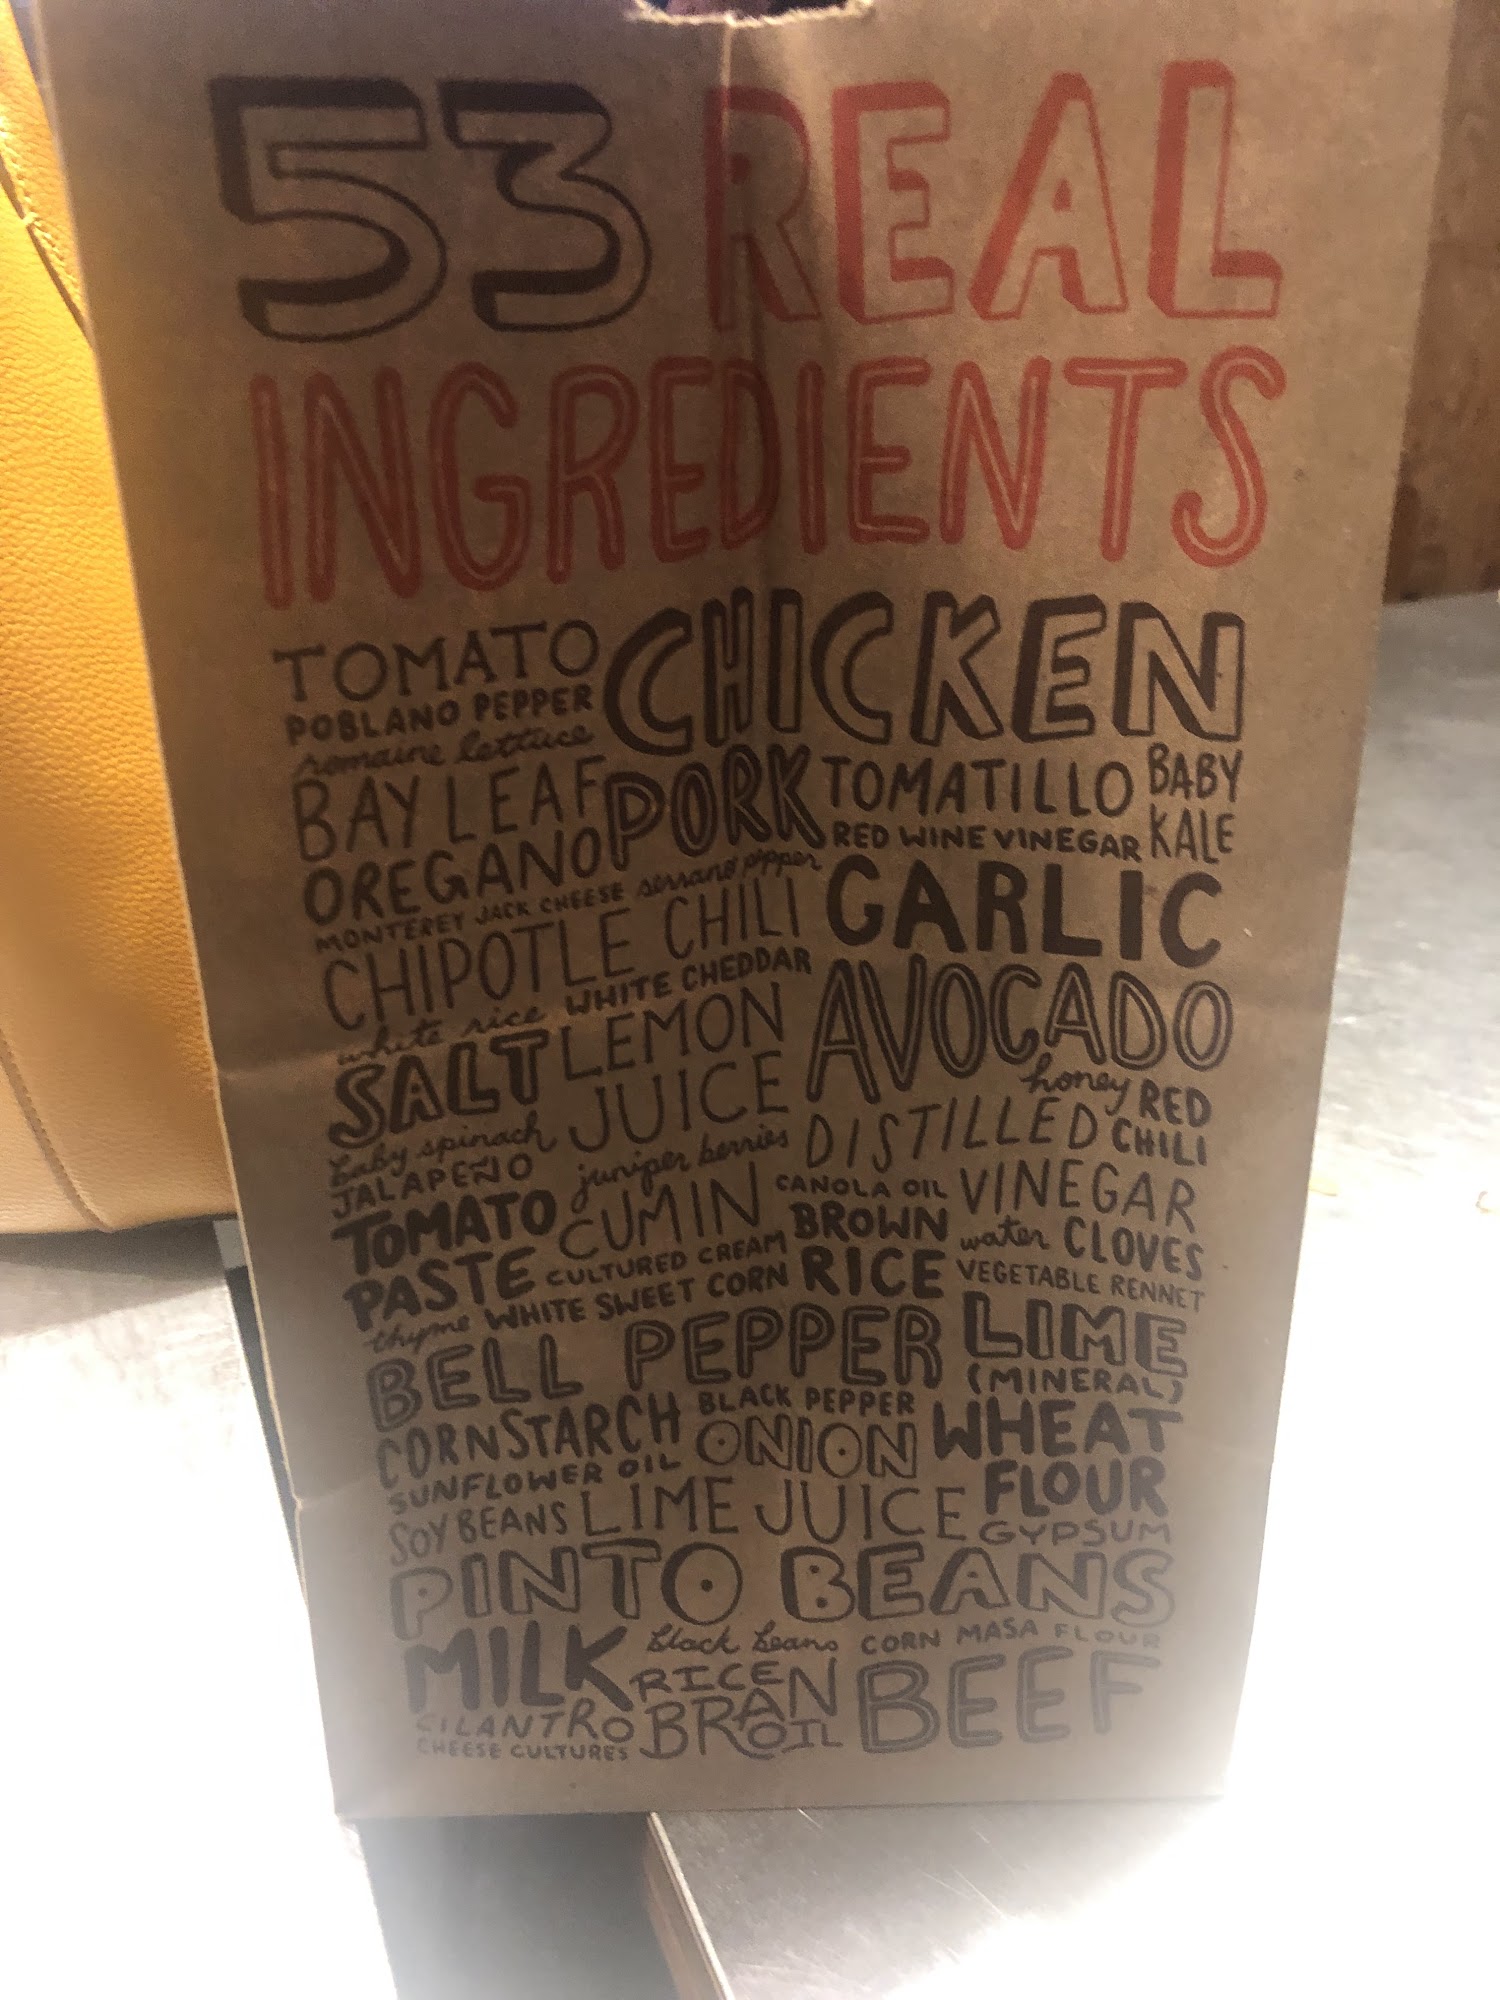 53 REAL
INGREDIENTS
TOMATO
POBLANO PEPPER
romaine lettuce
CHICKEN
BAY LEAF
OREGANO
PORK
TOMATILLO
RED WINE VINEGAR
BABY
KALE
MONTEREY JACK CHEESE
serrano pepper
CHIPOTLE CHILI
GARLIC
white rice
WHITE CHEDDAR
SALT
LEMON
JUICE
AVOCADO
honey
RED
CHILI
baby spinach
JALAPEÑO
juniper berries
DISTILLED
VINEGAR
TOMATO
PASTE
CUMIN
CANOLA OIL
BROWN
RICE
water
CLOVES
CULTURED CREAM
VEGETABLE RENNET
thyme
WHITE SWEET CORN
BELL PEPPER
LIME
(MINERAL)
CORNSTARCH
BLACK PEPPER
ONION
WHEAT
FLOUR
SUNFLOWER OIL
SOY BEANS
LIME JUICE
GYPSUM
PINTO BEANS
MILK
black beans
CORN MASA FLOUR
RICE
BRAN
OIL
BEEF
CILANTRO
CHEESE CULTURES